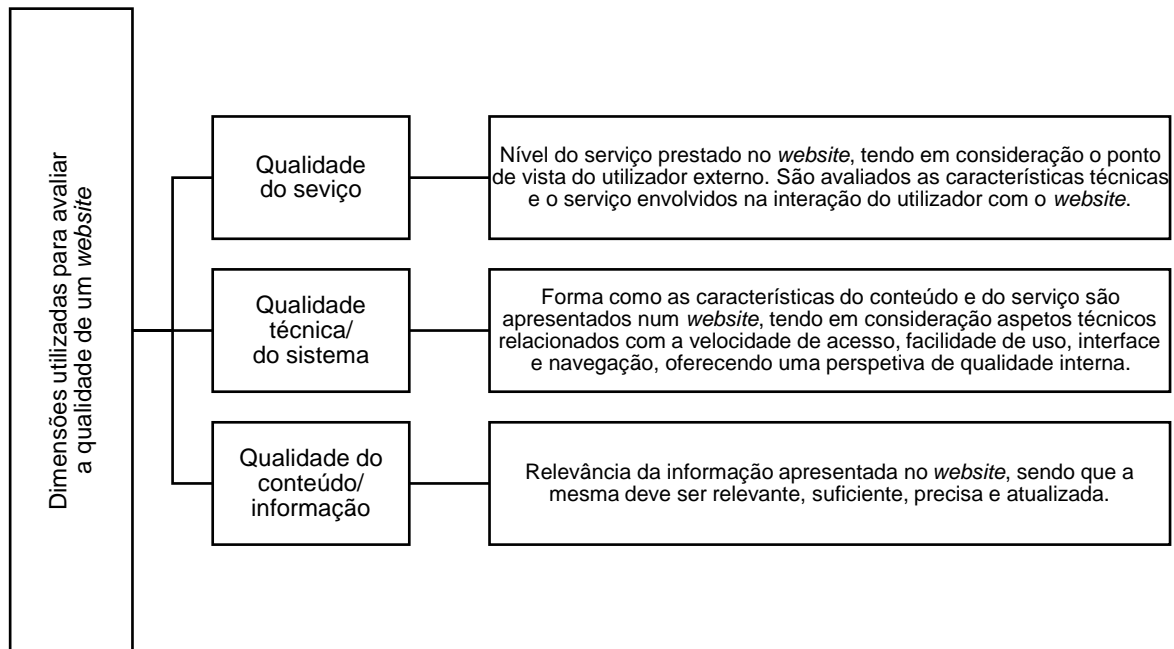 Dimensões utilizadas para avaliar
a qualidade de um website
Qualidade
do seviço
Nível do serviço prestado no website, tendo em consideração o ponto
de vista do utilizador externo. São avaliados as características técnicas
e o serviço envolvidos na interação do utilizador com o website.
Qualidade
técnica/
do sistema
Forma como as características do conteúdo e do serviço são
apresentados num website, tendo em consideração aspetos técnicos
relacionados com a velocidade de acesso, facilidade de uso, interface
e navegação, oferecendo uma perspetiva de qualidade interna.
Qualidade do
conteúdo/
informação
Relevância da informação apresentada no website, sendo que a
mesma deve ser relevante, suficiente, precisa e atualizada.